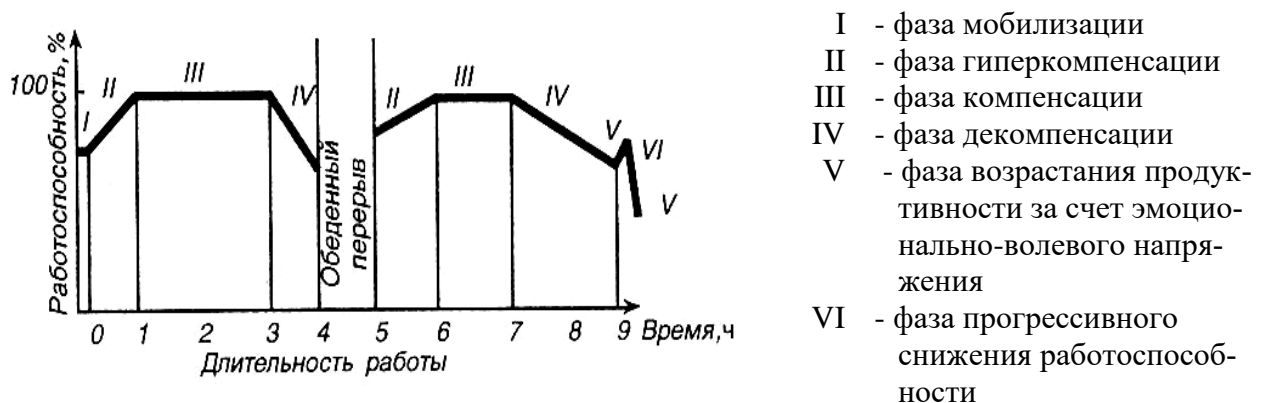 Работоспособность, %
100
I
II
III
IV
Обеденный
перерыв
II
III
IV
V
VI
V
0 1 2 3 4 5 6 7 8 9 Время,ч
Длительность работы
I - фаза мобилизации
II - фаза гиперкомпенсации
III - фаза компенсации
IV - фаза декомпенсации
V - фаза возрастания продук-
тивности за счет эмоцио-
нально-волевого напря-
жения
VI - фаза прогрессивного
снижения работоспособ-
ности